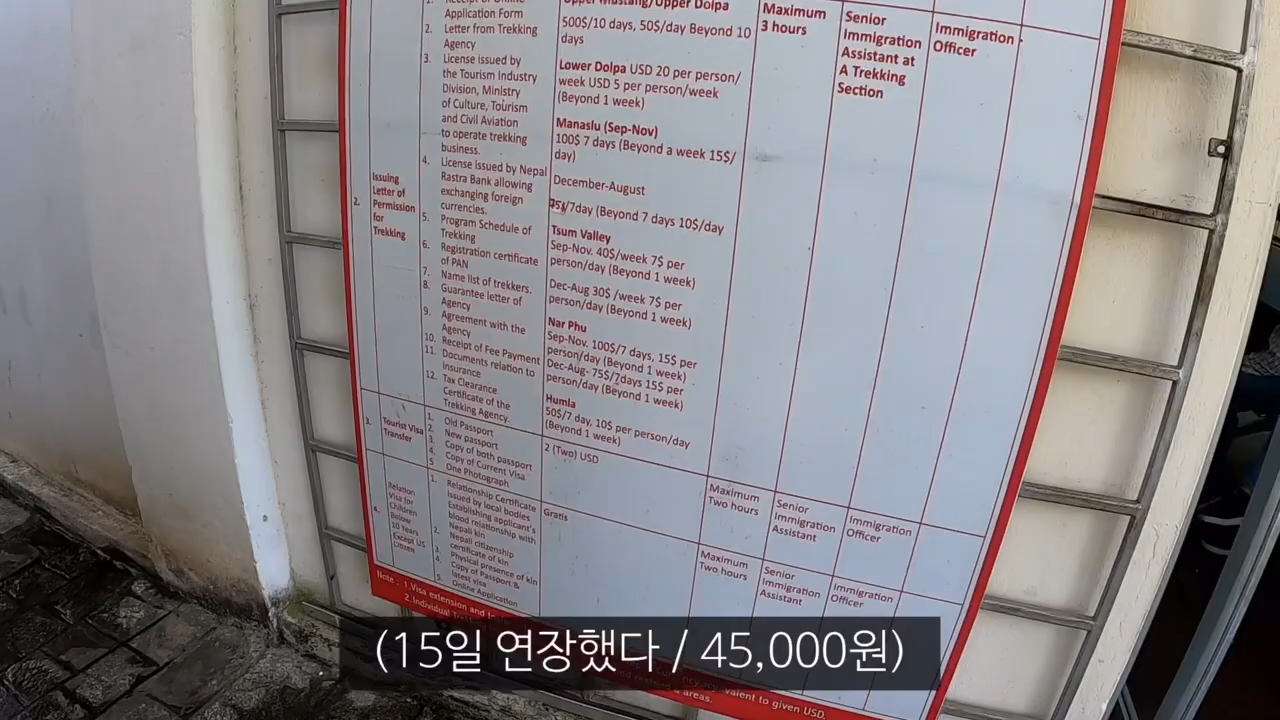 1. Receipt of Online
Application Form
2. Letter from Trekking
Agency
3. License issued by
the Tourism Industry
Division, Ministry
of Culture, Tourism
and Civil Aviation
to operate trekking
business.
4. License issued by Nepal
Rastra Bank allowing
exchanging foreign
currencies.
5. Program Schedule of
Trekking
6. Registration certificate
of PAN
7. Name list of trekkers.
8. Guarantee letter of
Agency
9. Agreement with the
Agency
10. Receipt of Fee Payment
11. Documents relation to
insurance
12. Tax Clearance
Certificate of the
Trekking Agency.
2.
Issuing
Letter of
Permission
for
Trekking
Upper Mustang/Upper Dolpa
500$/10 days, 50$/day Beyond 10
days
Lower Dolpa USD 20 per person/
week USD 5 per person/week
(Beyond 1 week)
Manaslu (Sep-Nov)
100$ 7 days (Beyond a week 15$/
day)
December-August
75$/7day (Beyond 7 days 10$/day
Tsum Valley
Sep-Nov. 40$/week 7$ per
person/day (Beyond 1 week)
Dec-Aug 30$ /week 7$ per
person/day (Beyond 1 week)
Nar Phu
Sep-Nov. 100$/7 days, 15$ per
person/day (Beyond 1 week)
Dec-Aug- 75$/7days 15$ per
person/day (Beyond 1 week)
Humla
50$/7 day, 10$ per person/day
(Beyond 1 week)
Maximum
3 hours
Senior
Immigration
Assistant at
A Trekking
Section
Immigration
Officer
3.
Tourist Visa
Transfer
1. Old Passport
2. New passport
3. Copy of both passport
4. Copy of Current Visa
5 One Photograph
2 (Two) USD
Maximum
Two hours
Senior
Immigration
Assistant
Immigration
Officer
4.
Relation
Visa for
Children
Below
10 Years
Except US
Citizen
1. Relationship Certificate
issued by local bodies
Establishing applicant's
blood relationship with
Nepali kin
2. Nepali citizenship
certificate of kin
3. Physical presence of kin
4. Copy of Passport &
latest visa
5. Online Application
Gratis
Maximum
Two hours
Senior
Immigration
Assistant
Immigration
Officer
Note : 1.Visa extension and
2. Individual
equivalent to given USD.
areas.
(15일 연장했다 / 45,000원)